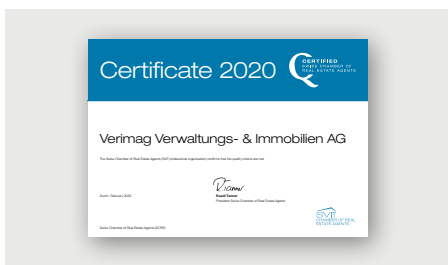 Certificate 2020
CERTIFIED
SWISS CHAMBER OF
REAL ESTATE AGENTS
Verimag Verwaltungs- & Immobilien AG
The Swiss Chamber of Real Estate Agents (SVIT professional organisation) confirms that the quality criteria are met
Zurich, February 2020
Ruedi Tanner
President Swiss Chamber of Real Estate Agents
SVIT
CHAMBER OF REAL
ESTATE AGENTS
Swiss Chamber of Real Estate Agents (SCRE)